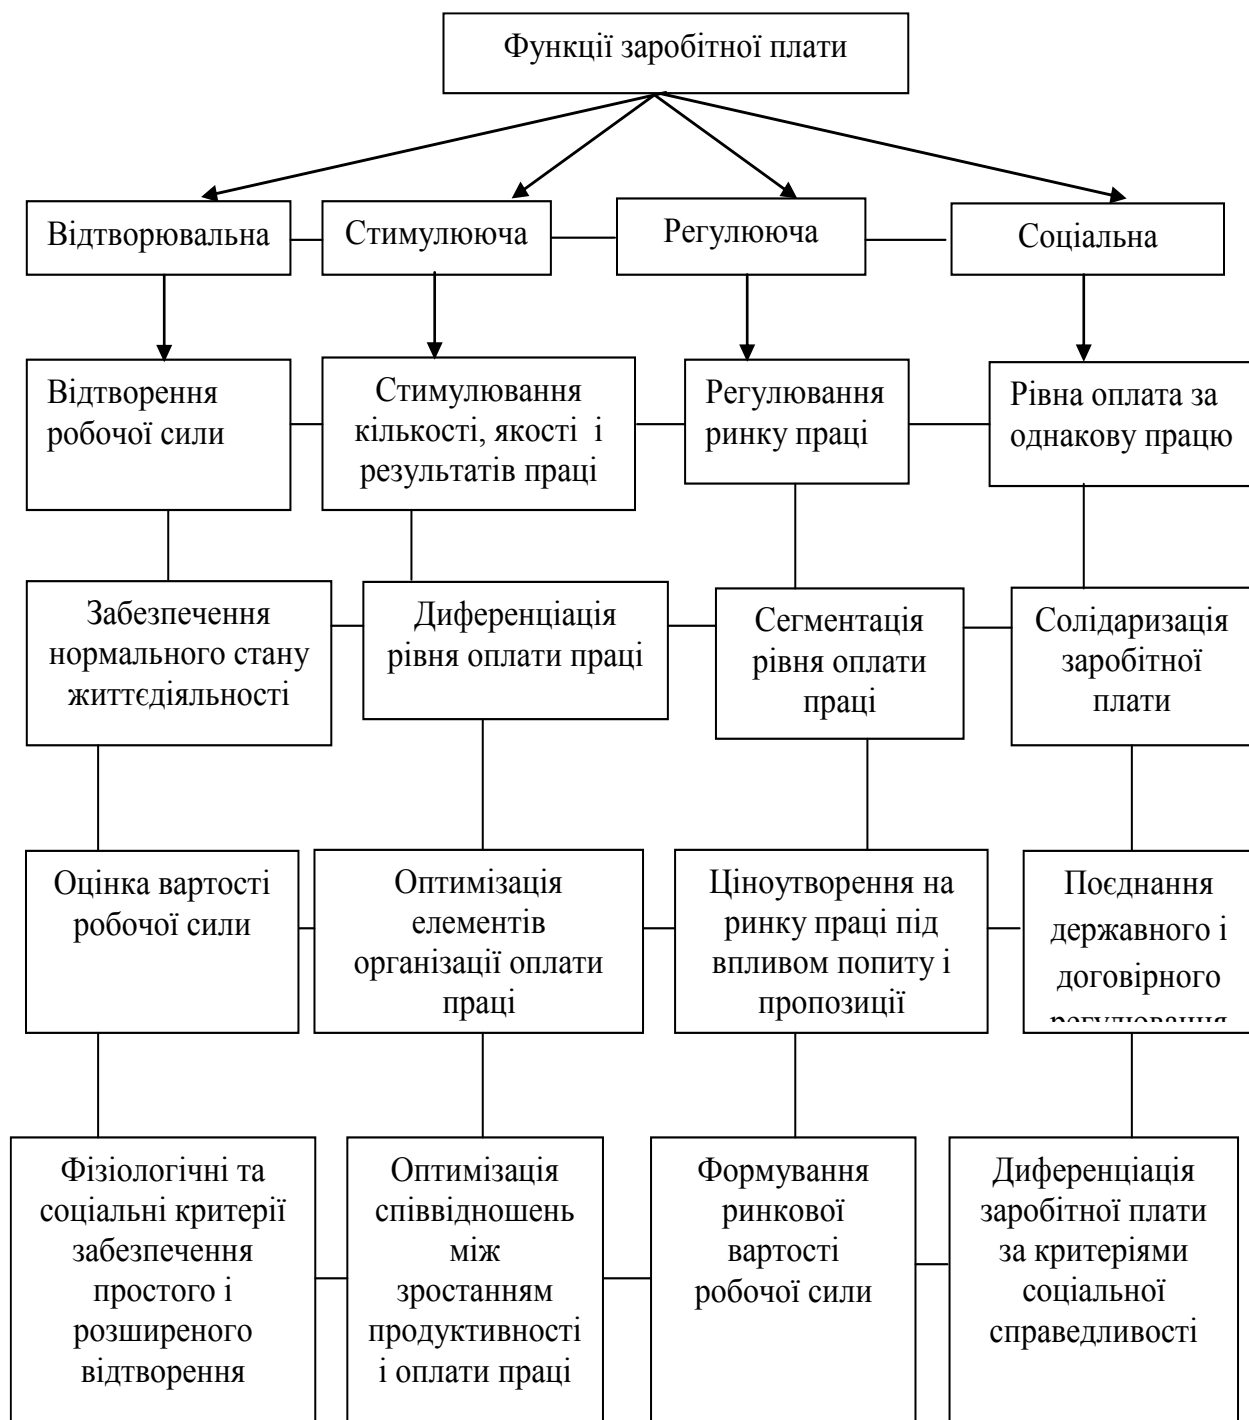 Функції заробітної плати
Відтворювальна
Стимулююча
Регулююча
Соціальна
Відтворення
робочої сили
Стимулювання
кількості, якості і
результатів праці
Регулювання
ринку праці
Рівна оплата за
однакову працю
Забезпечення
нормального стану
життєдіяльності
Диференціація
рівня оплати праці
Сегментація
рівня оплати
праці
Солідаризація
заробітної
плати
Оцінка вартості
робочої сили
Оптимізація
елементів
організації оплати
праці
Ціноутворення на
ринку праці під
впливом попиту і
пропозиції
Поєднання
державного і
договірного
регулювання
Фізіологічні та
соціальні критерії
забезпечення
простого і
розширеного
відтворення
Оптимізація
співвідношень
між
зростанням
продуктивності
і оплати праці
Формування
ринкової
вартості
робочої сили
Диференціація
заробітної плати
за критеріями
соціальної
справедливості